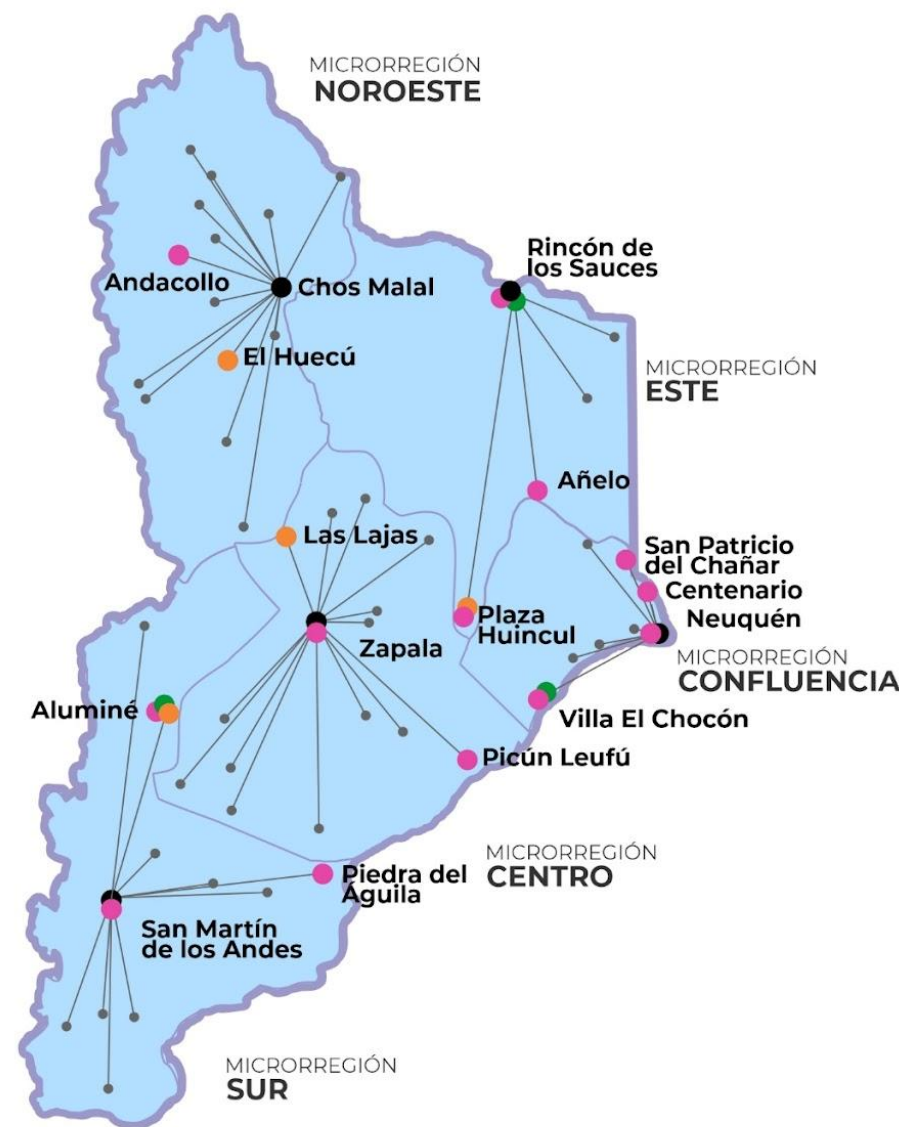 MICRORREGIÓN
NOROESTE
Rincón de
los Sauces
Andacollo
Chos Malal
El Huecú
MICRORREGIÓN
ESTE
Añelo
Las Lajas
San Patricio
del Chañar
Centenario
Plaza
Huincul
Neuquén
Zapala
MICRORREGIÓN
CONFLUENCIA
Aluminé
Villa El Chocón
Picún Leufú
MICRORREGIÓN
CENTRO
Piedra del
Águila
San Martín
de los Andes
MICRORREGIÓN
SUR